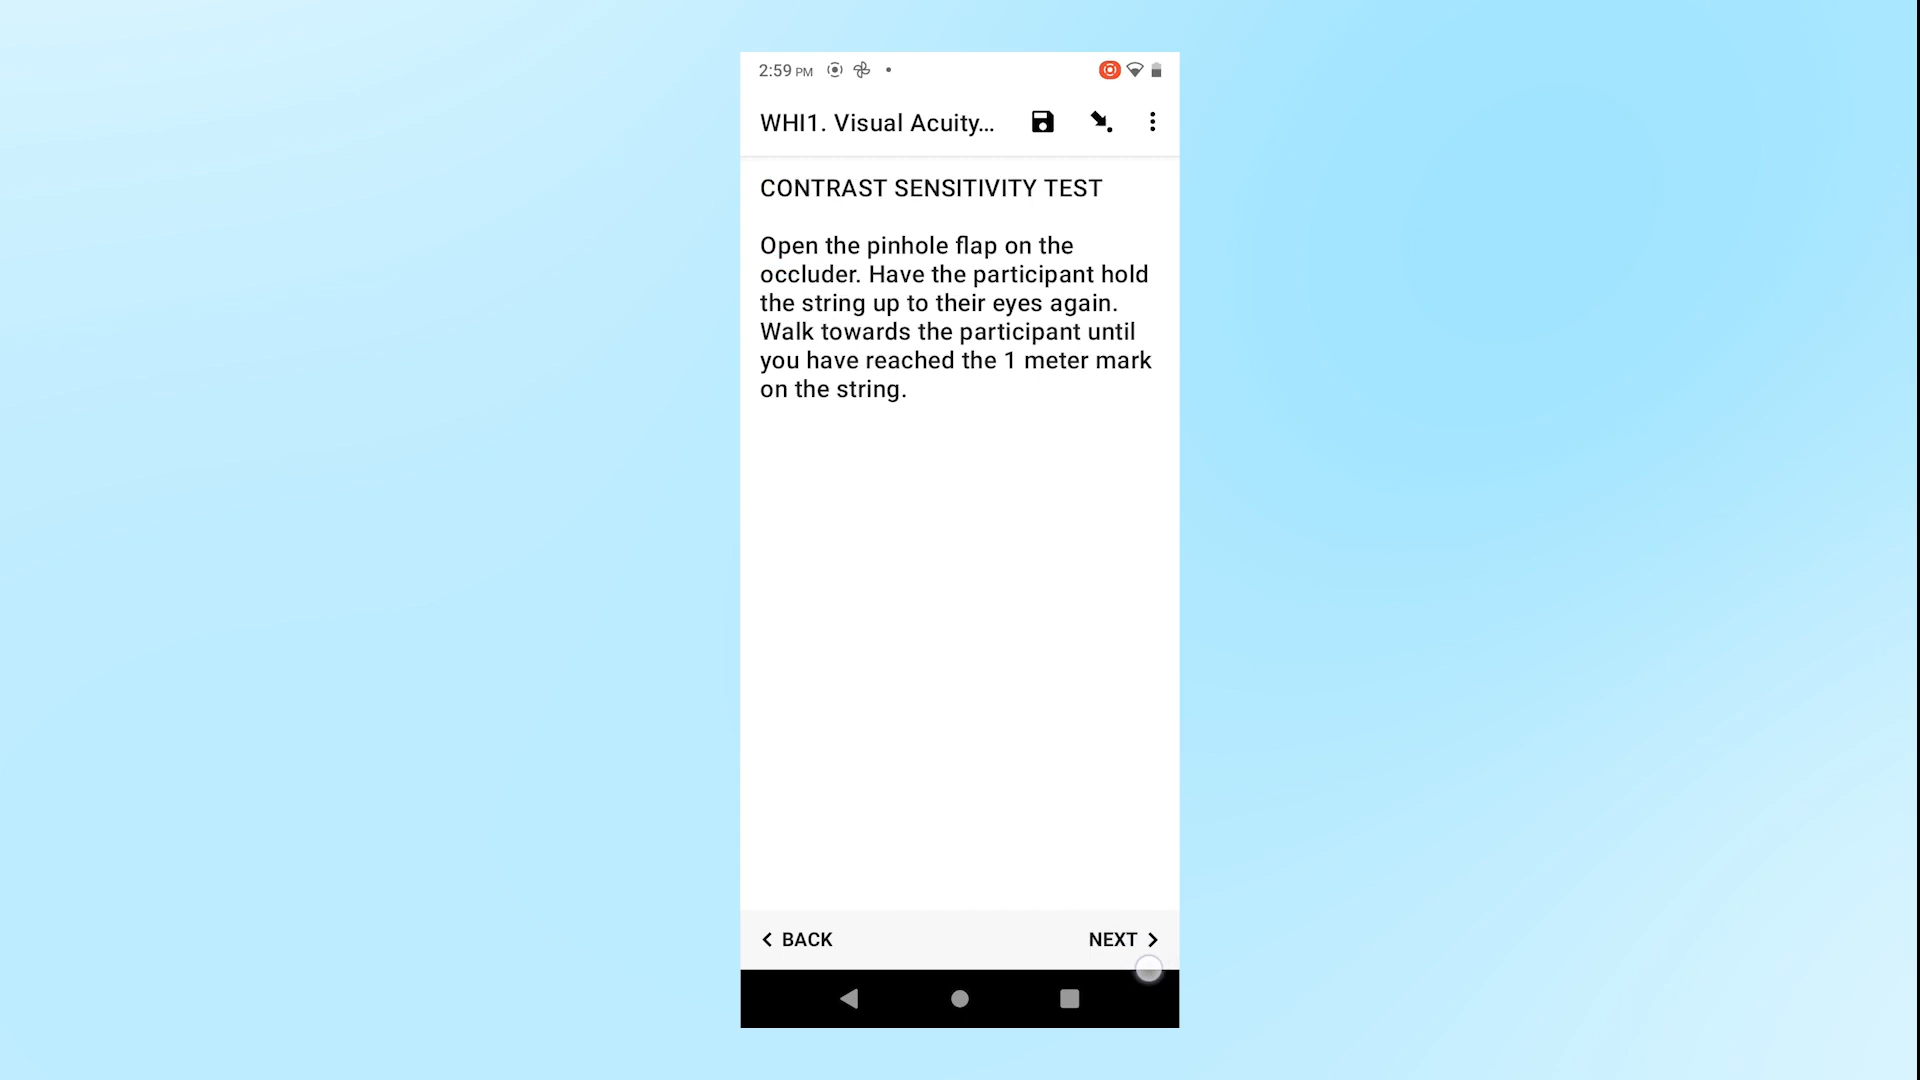 2:59 PM
WHI1. Visual Acuity...
CONTRAST SENSITIVITY TEST
Open the pinhole flap on the
occluder. Have the participant hold
the string up to their eyes again.
Walk towards the participant until
you have reached the 1 meter mark
on the string.
BACK
NEXT